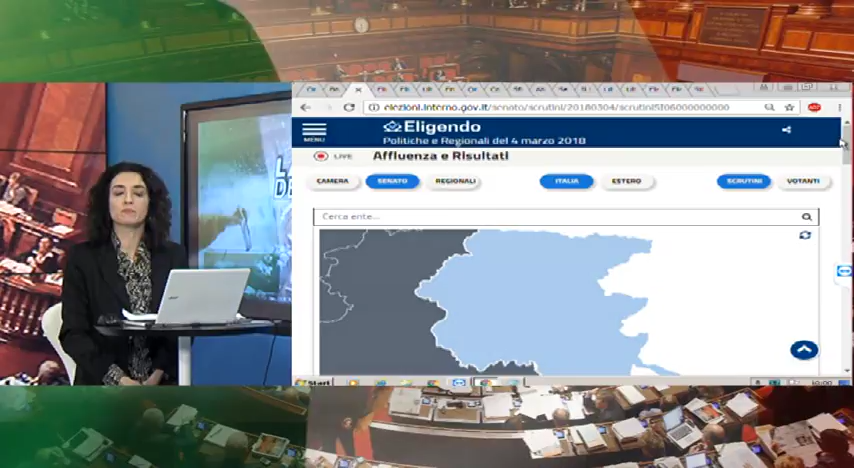 elezioni.interno.gov.it/senato/scrutini/20180304/scrutiniSI06000000000
MENU
Eligendo
Politiche e Regionali del 4 marzo 2018
LIVE
Affluenza e Risultati
CAMERA
SENATO
REGIONALI
ITALIA
ESTERO
SCRUTINI
VOTANTI
Cerca ente...
Start